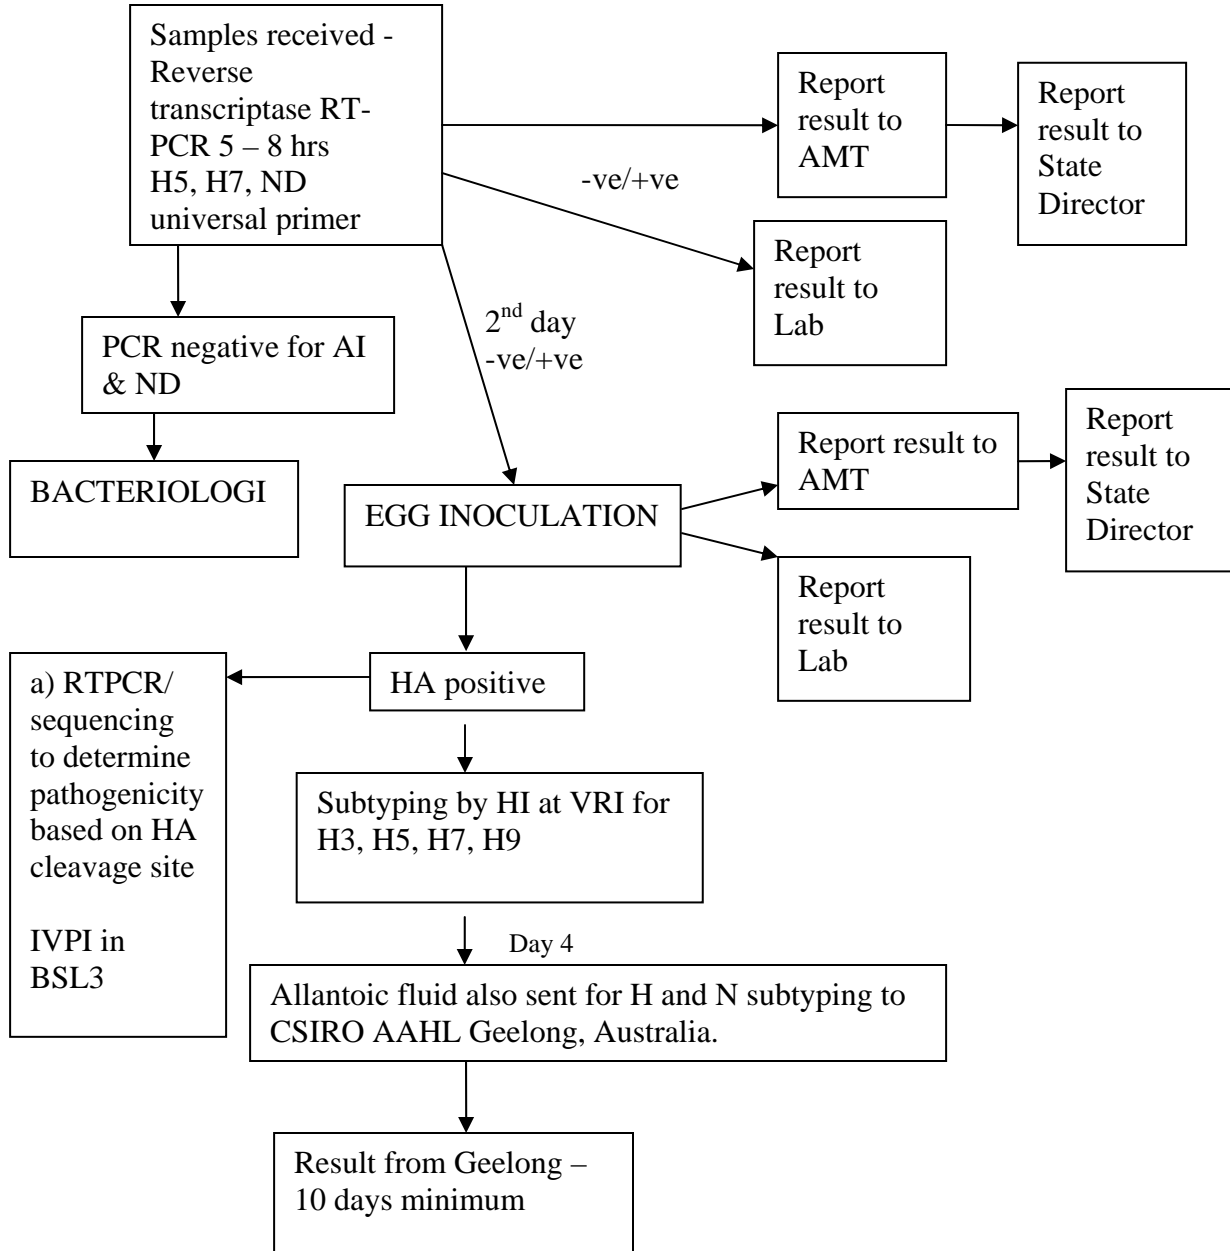 Samples received -
Reverse
transcriptase RT-
PCR 5 – 8 hrs
H5, H7, ND
universal primer
Report
result to
AMT
Report
result to
State
Director
-ve/+ve
Report
result to
Lab
2nd day
-ve/+ve
PCR negative for AI
& ND
BACTERIOLOGI
EGG INOCULATION
Report result to
AMT
Report
result to
State
Director
Report
result to
Lab
HA positive
a) RTPCR/
sequencing
to determine
pathogenicity
based on HA
cleavage site
IVPI in
BSL3
Subtyping by HI at VRI for
H3, H5, H7, H9
Day 4
Allantoic fluid also sent for H and N subtyping to
CSIRO AAHL Geelong, Australia.
Result from Geelong –
10 days minimum